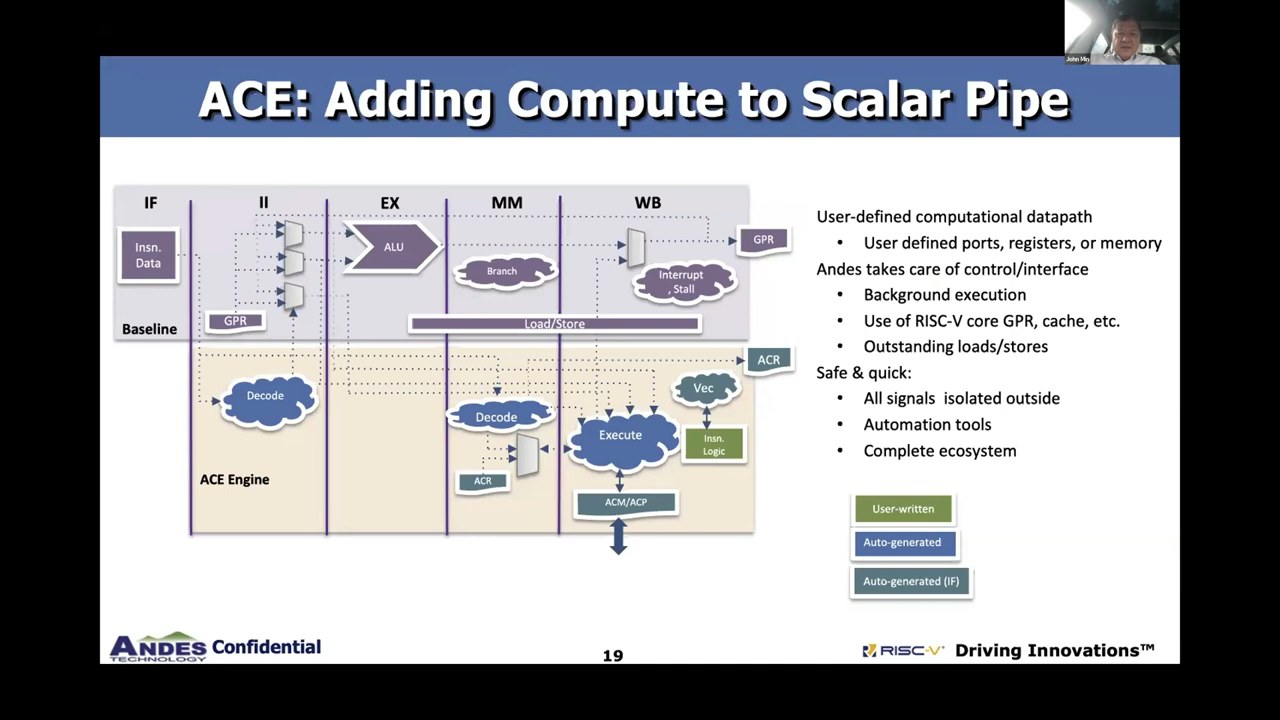 John Min
ACE: Adding Compute to Scalar Pipe
IF
II
EX
MM
WB
Insn.
Data
ALU
Branch
Interrupt
, Stall
GPR
GPR
Load/Store
Baseline
ACR
Decode
Decode
Vec
Execute
Insn.
Logic
ACR
ACM/ACP
ACE Engine
User-defined computational datapath
• User defined ports, registers, or memory
Andes takes care of control/interface
• Background execution
• Use of RISC-V core GPR, cache, etc.
• Outstanding loads/stores
Safe & quick:
• All signals isolated outside
• Automation tools
• Complete ecosystem
User-written
Auto-generated
Auto-generated (IF)
ANDES
TECHNOLOGY
Confidential
19
RISC-V
Driving Innovations™